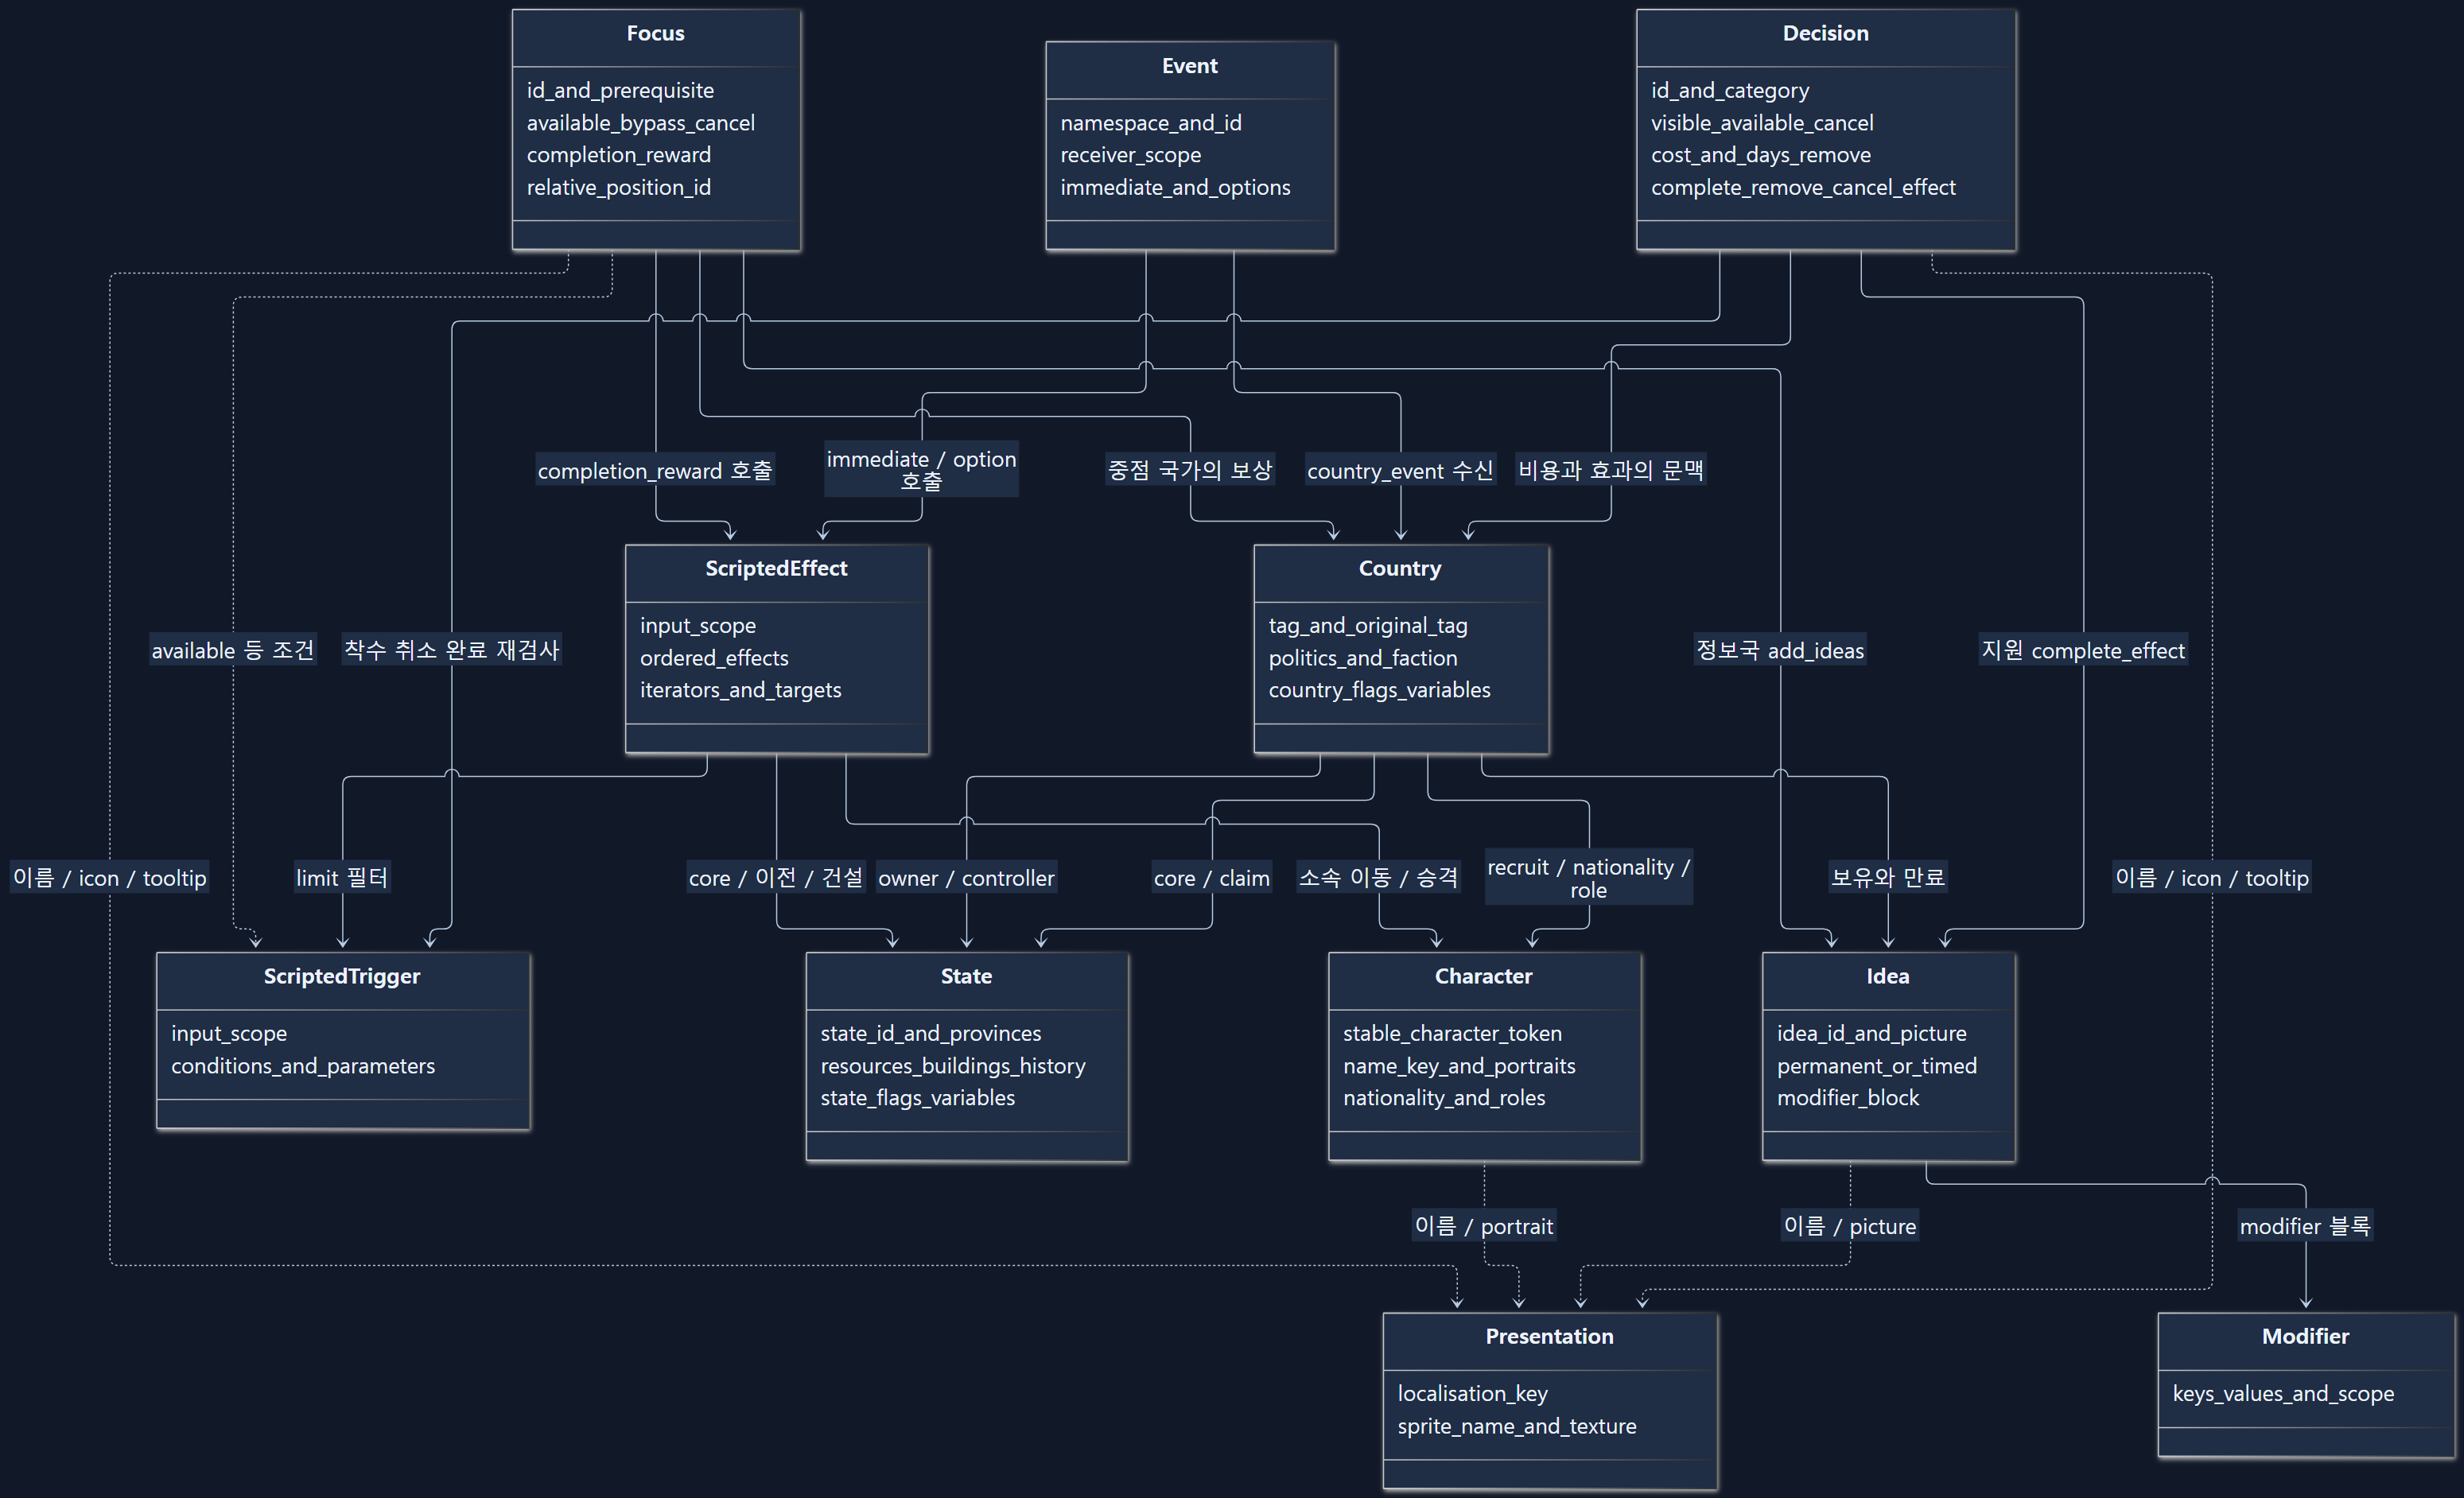 Focus
id_and_prerequisite
available_bypass_cancel
completion_reward
relative_position_id
Event
namespace_and_id
receiver_scope
immediate_and_options
Decision
id_and_category
visible_available_cancel
cost_and_days_remove
complete_remove_cancel_effect
completion_reward 호출
immediate / option
호출
중점 국가의 보상
country_event 수신
비용과 효과의 문맥
ScriptedEffect
input_scope
ordered_effects
iterators_and_targets
Country
tag_and_original_tag
politics_and_faction
country_flags_variables
available 등 조건
착수 취소 완료 재검사
정보국 add_ideas
지원 complete_effect
이름 / icon / tooltip
limit 필터
core / 이전 / 건설
owner / controller
core / claim
소속 이동 / 승격
recruit / nationality /
role
보유와 만료
이름 / icon / tooltip
ScriptedTrigger
input_scope
conditions_and_parameters
State
state_id_and_provinces
resources_buildings_history
state_flags_variables
Character
stable_character_token
name_key_and_portraits
nationality_and_roles
Idea
idea_id_and_picture
permanent_or_timed
modifier_block
이름 / portrait
이름 / picture
modifier 블록
Presentation
localisation_key
sprite_name_and_texture
Modifier
keys_values_and_scope